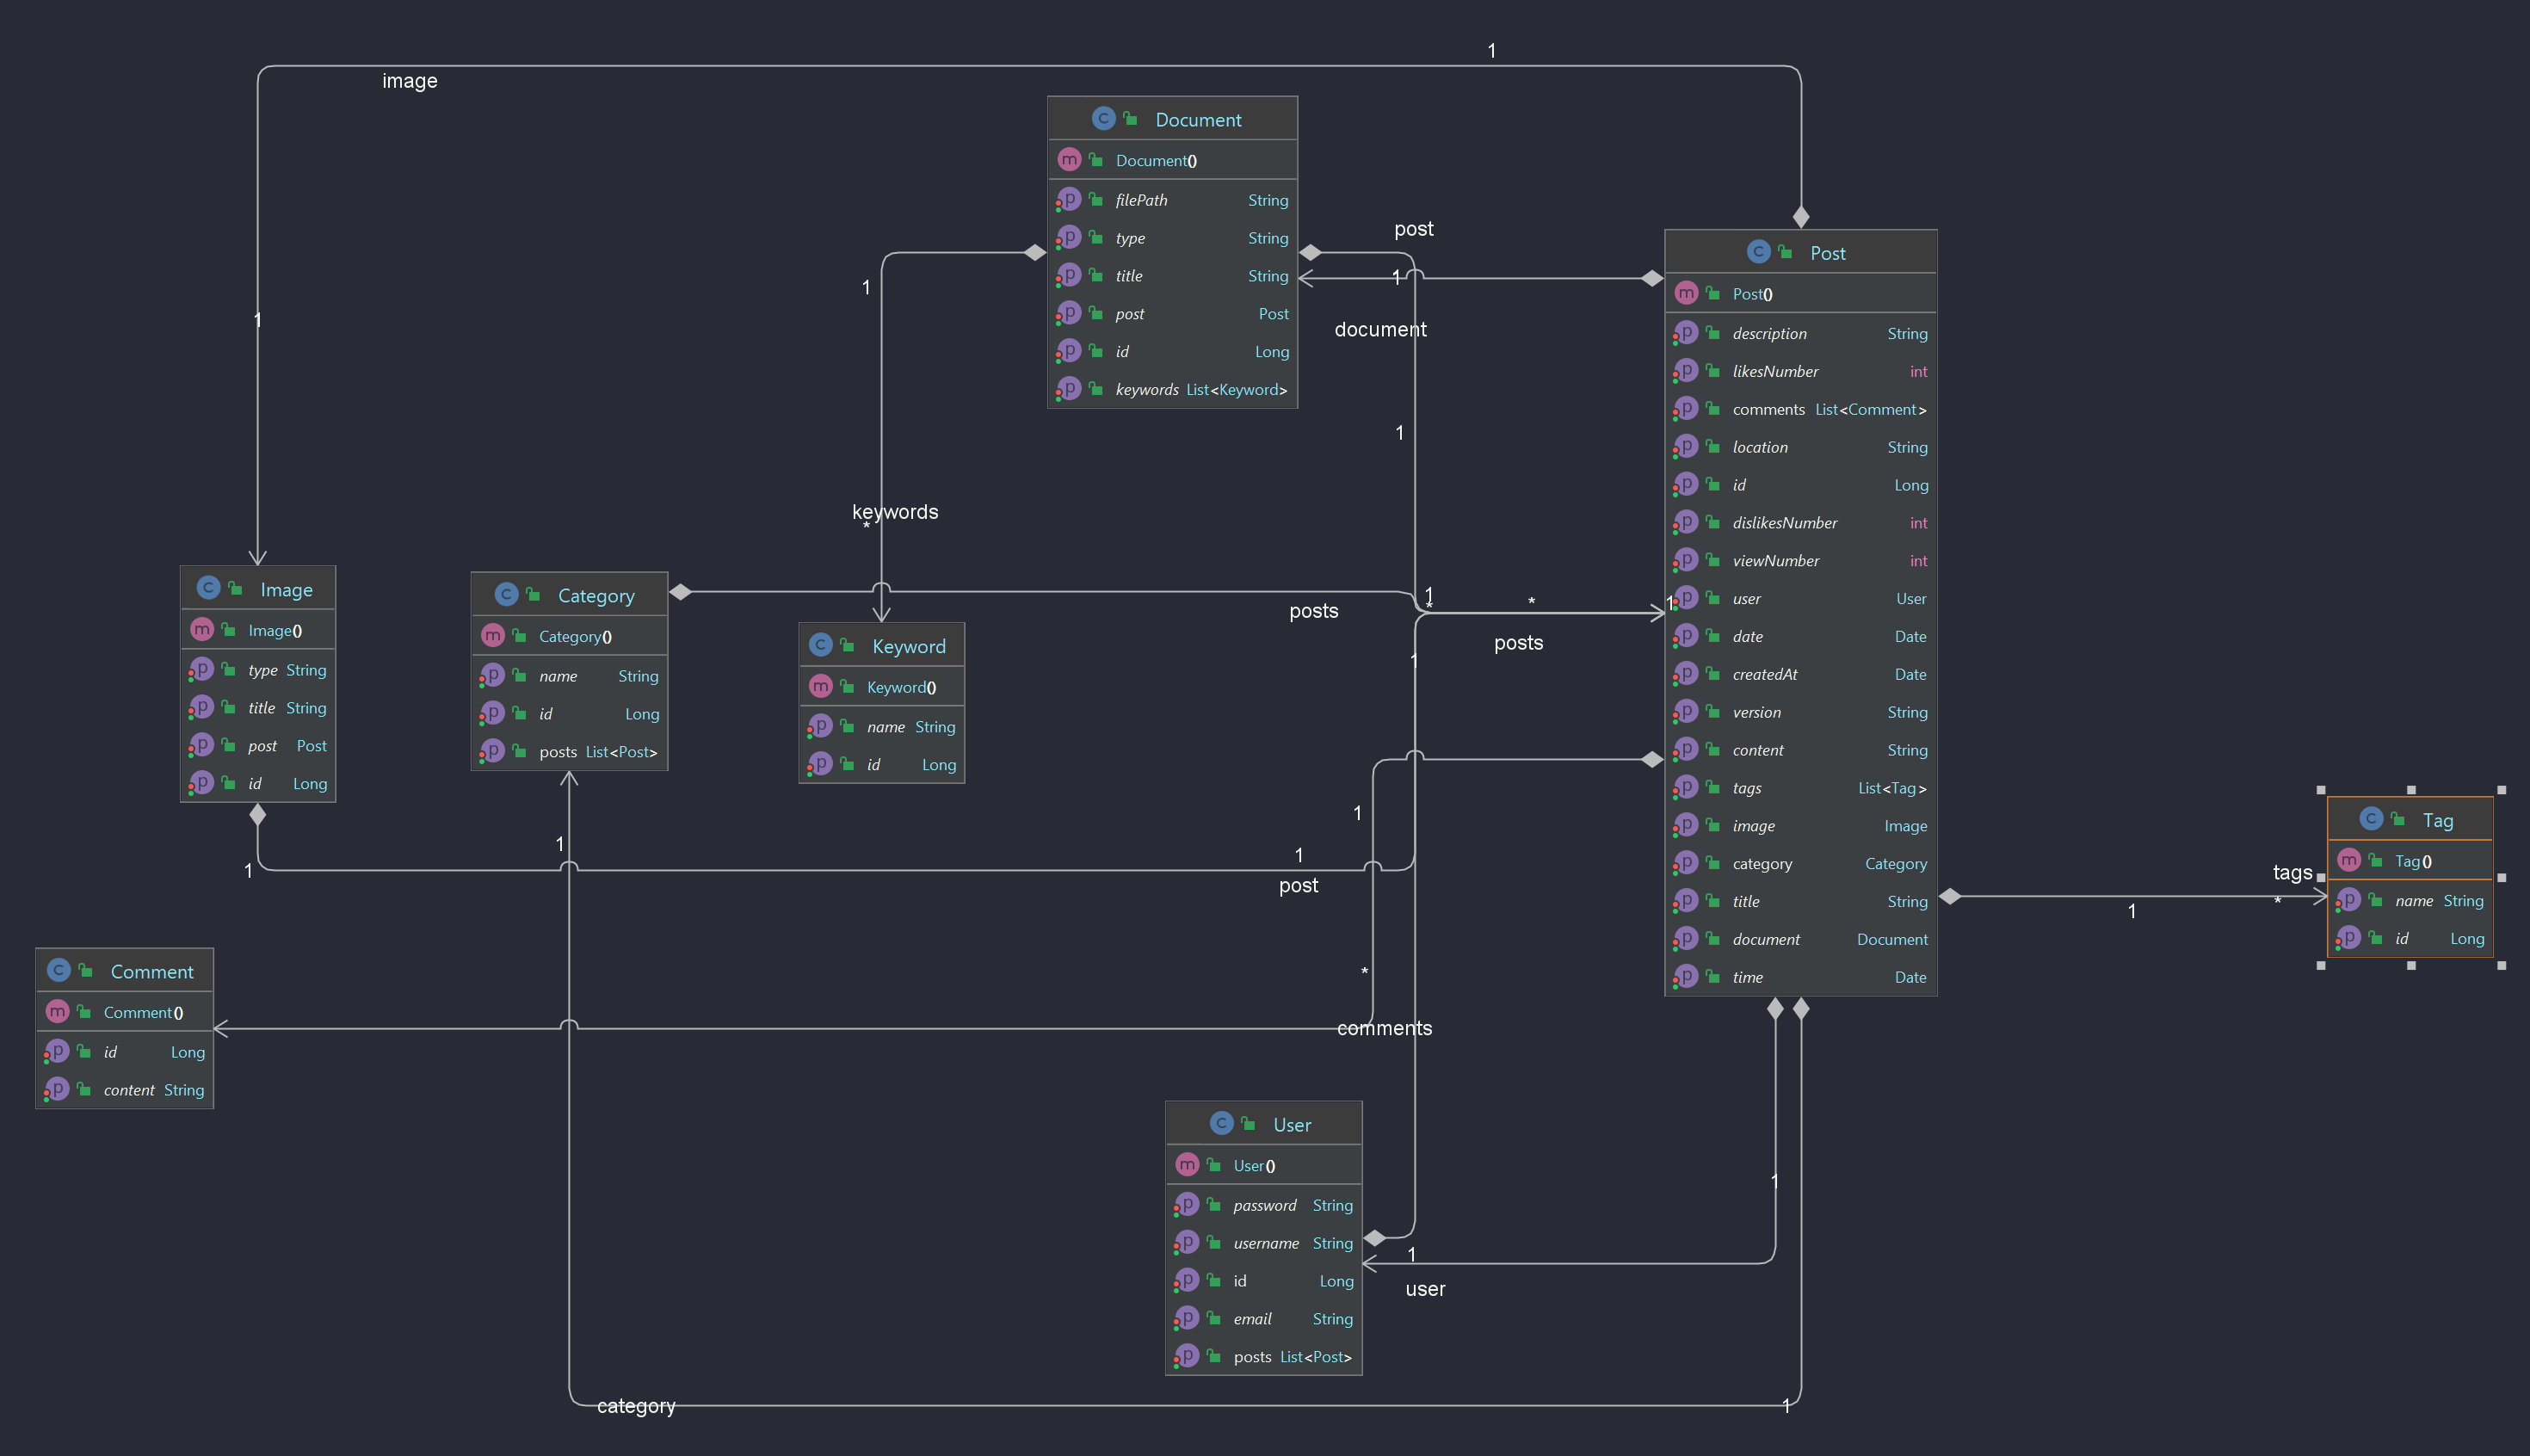 1
image
1
Document
Document()
filePath String
type String
title String
post Post
id Long
keywords List<Keyword>
post
1
document
1
1
keywords
*
Post
Post()
description String
likesNumber int
comments List<Comment>
location String
id Long
dislikesNumber int
viewNumber int
user User
date Date
createdAt Date
version String
content String
tags List<Tag>
image Image
category Category
title String
document Document
time Date
Image
Image()
type String
title String
post Post
id Long
Category
Category()
name String
id Long
posts List<Post>
Keyword
Keyword()
name String
id Long
posts
1
*
*
1
posts
1
1
1
1
1
post
*
comments
tags
*
1
Tag
Tag()
name String
id Long
Comment
Comment()
id Long
content String
User
User()
password String
username String
id Long
email String
posts List<Post>
1
1
user
category
1